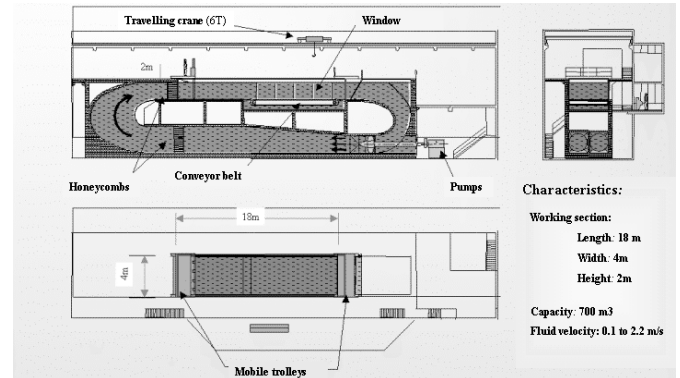 Travelling crane (6T)
Window
2m
Honeycombs
Conveyor belt
Pumps
18m
4m
Mobile trolleys
Characteristics:
Working section:
Length: 18 m
Width: 4m
Height: 2m
Capacity: 700 m3
Fluid velocity: 0.1 to 2.2 m/s